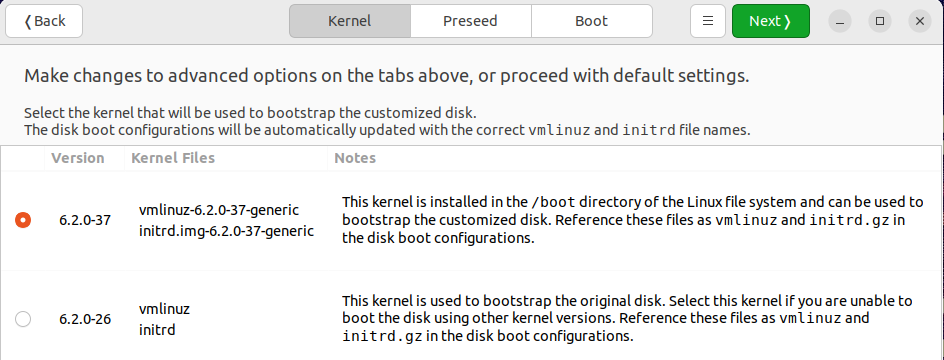 ❬ Back
Kernel
Preseed
Boot
Next ❭
Make changes to advanced options on the tabs above, or proceed with default settings.
Select the kernel that will be used to bootstrap the customized disk.
The disk boot configurations will be automatically updated with the correct vmlinuz and initrd file names.
Version Kernel Files Notes
6.2.0-37
vmlinuz-6.2.0-37-generic
initrd.img-6.2.0-37-generic
This kernel is installed in the /boot directory of the Linux file system and can be used to
bootstrap the customized disk. Reference these files as vmlinuz and initrd.gz in
the disk boot configurations.
6.2.0-26
vmlinuz
initrd
This kernel is used to bootstrap the original disk. Select this kernel if you are unable to
boot the disk using other kernel versions. Reference these files as vmlinuz and
initrd.gz in the disk boot configurations.